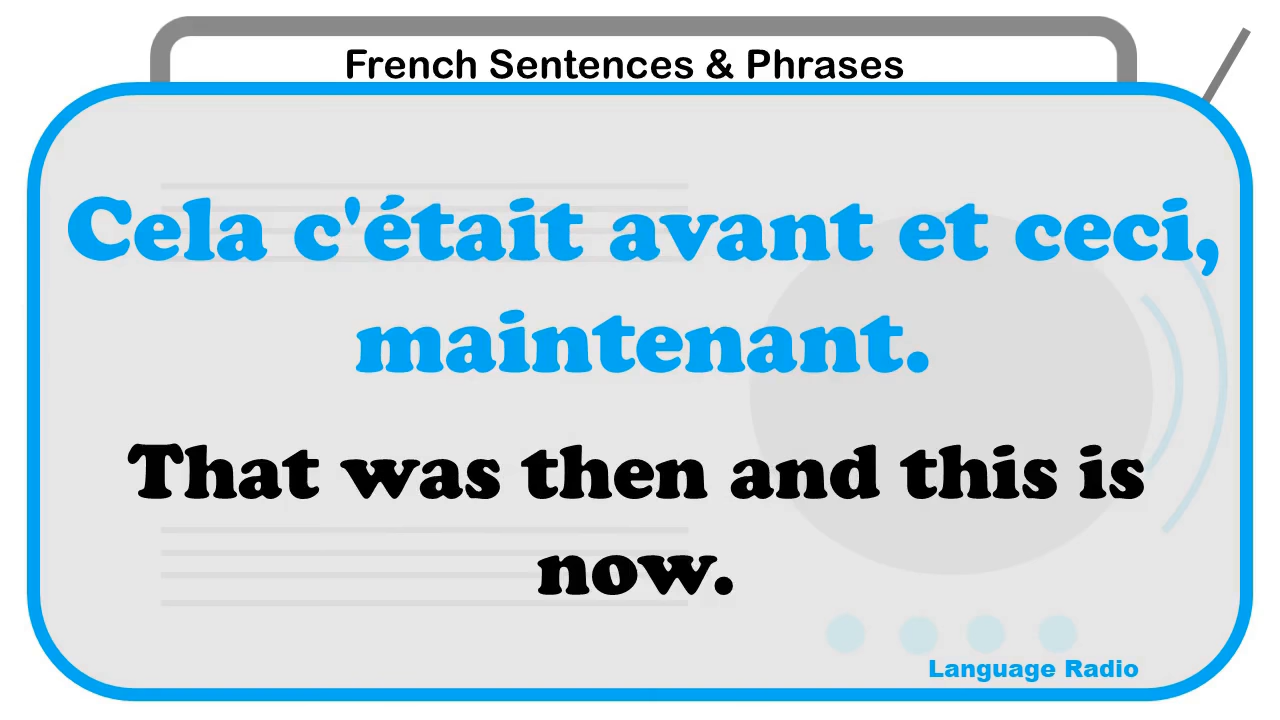 French Sentences & Phrases
Cela c'était avant et ceci,
maintenant.
That was then and this is
now.
Language Radio